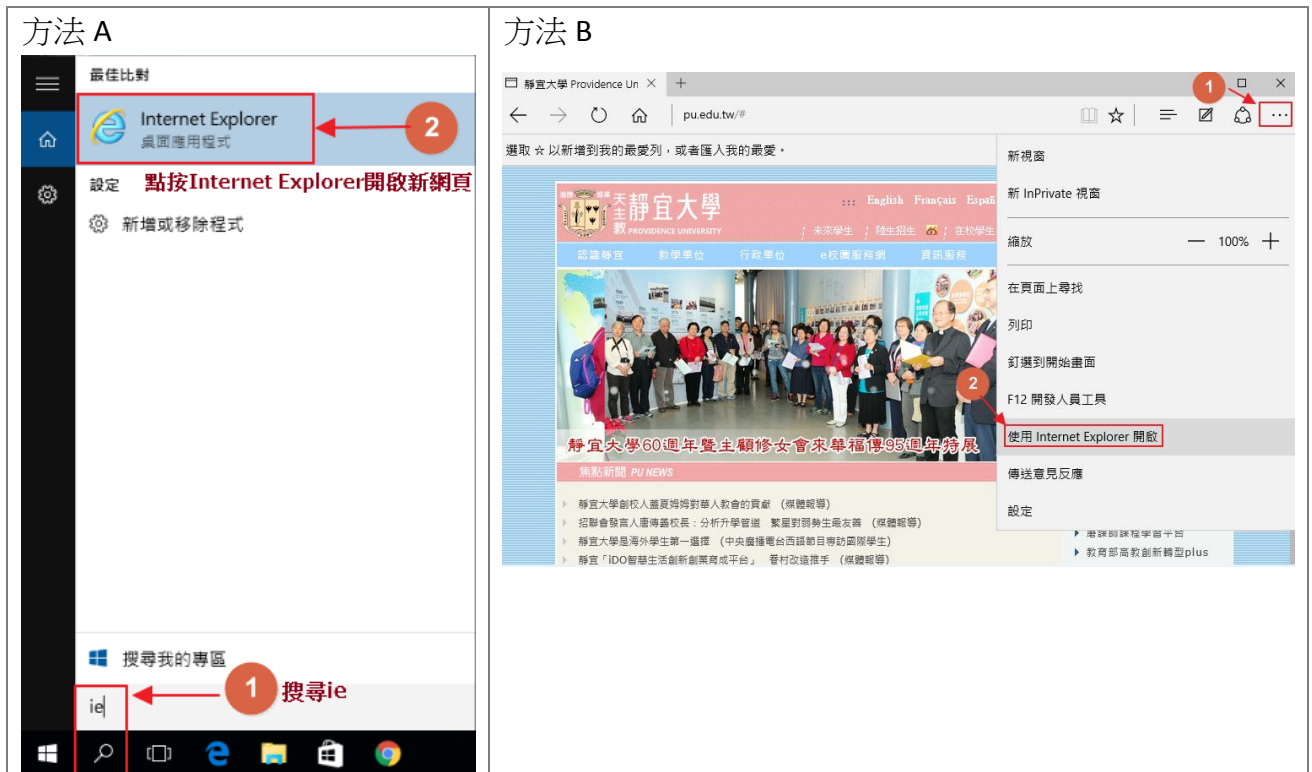 方法 A
最佳比對
Internet Explorer
桌面應用程式
2
設定 點按Internet Explorer開啟新網頁
新增或移除程式
搜尋我的專區
1 搜尋ie
ie
方法 B
靜宜大學 Providence Un
1
pu.edu.tw/#
選取 ☆ 以新增到我的最愛列，或者匯入我的最愛。
天主教 靜宜大學
PROVIDENCE UNIVERSITY
::: English Français Españ
未來學生 | 陸生招生 | 在校學生
認識靜宜 教學單位 行政單位 e校園服務網 資訊服務
靜宜大學60週年暨主顧修女會來華福傳95週年特展
焦點新聞 PU NEWS
靜宜大學創校人蓋夏姆姆對華人教會的貢獻 (媒體報導)
招聯會發言人唐傳義校長：分析升學管道 繁星對弱勢生最友善 (媒體報導)
靜宜大學是海外學生第一選擇 (中央廣播電台西語節目專訪國際學生)
靜宜「iDO智慧生活創新創業育成平台」 眷村改造推手 (媒體報導)
新視窗
新 InPrivate 視窗
縮放 — 100% +
在頁面上尋找
列印
釘選到開始畫面
2
F12 開發人員工具
使用 Internet Explorer 開啟
傳送意見反應
設定
磨課師課程學習平台
教育部高教創新轉型plus